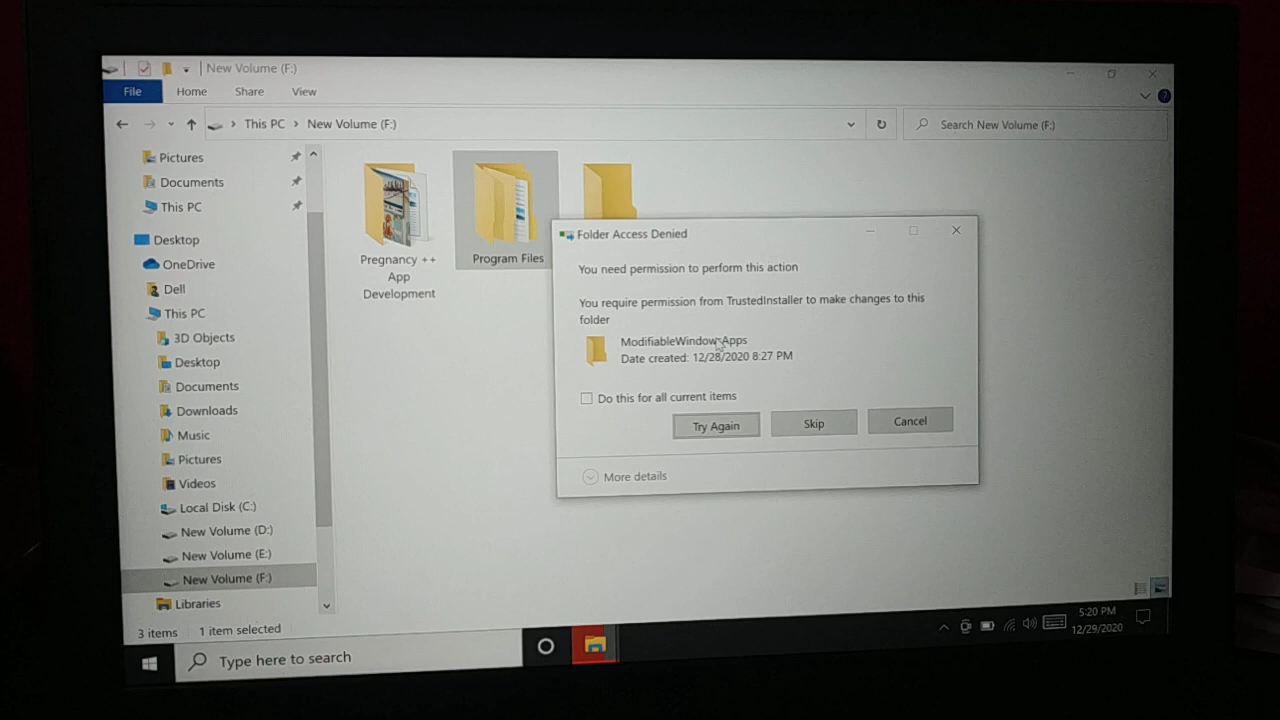 New Volume (F:)
File Home Share View
This PC > New Volume (F:)
Search New Volume (F:)
Pictures
Documents
This PC
Desktop
OneDrive
Dell
This PC
3D Objects
Desktop
Documents
Downloads
Music
Pictures
Videos
Local Disk (C:)
New Volume (D:)
New Volume (E:)
New Volume (F:)
Libraries
Pregnancy ++
App
Development
Program Files
Folder Access Denied
You need permission to perform this action
You require permission from TrustedInstaller to make changes to this
folder
ModifiableWindowsApps
Date created: 12/28/2020 8:27 PM
Do this for all current items
Try Again Skip Cancel
More details
3 items 1 item selected
Type here to search
5:20 PM
12/29/2020